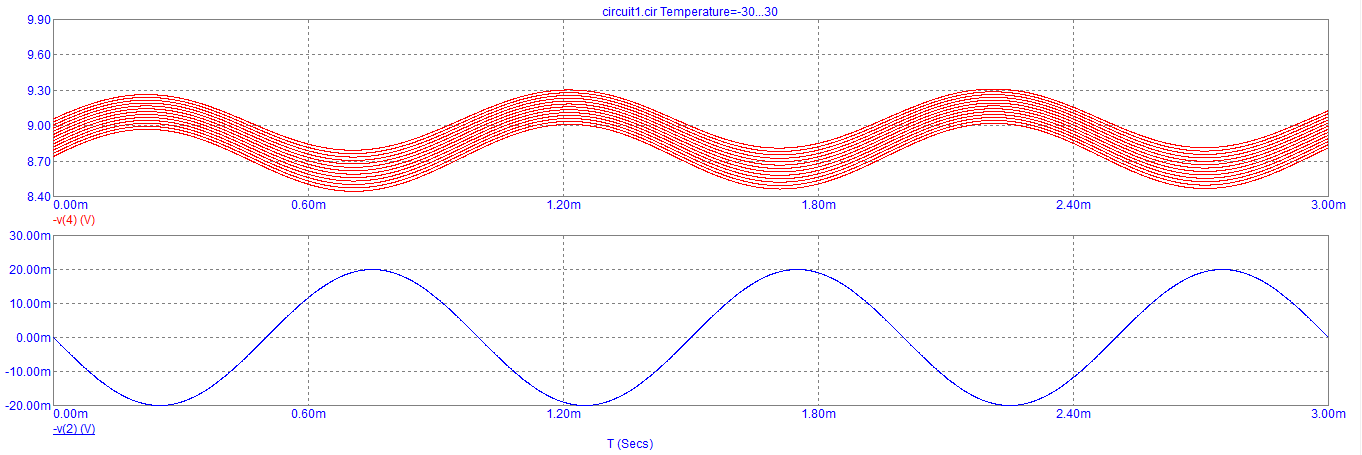 circuit1.cir Temperature=-30...30
9.90
9.60
9.30
9.00
8.70
8.40
0.00m 0.60m 1.20m 1.80m 2.40m 3.00m
-v(4) (V)
30.00m
20.00m
10.00m
0.00m
-10.00m
-20.00m
0.00m 0.60m 1.20m 1.80m 2.40m 3.00m
-v(2) (V)
T (Secs)